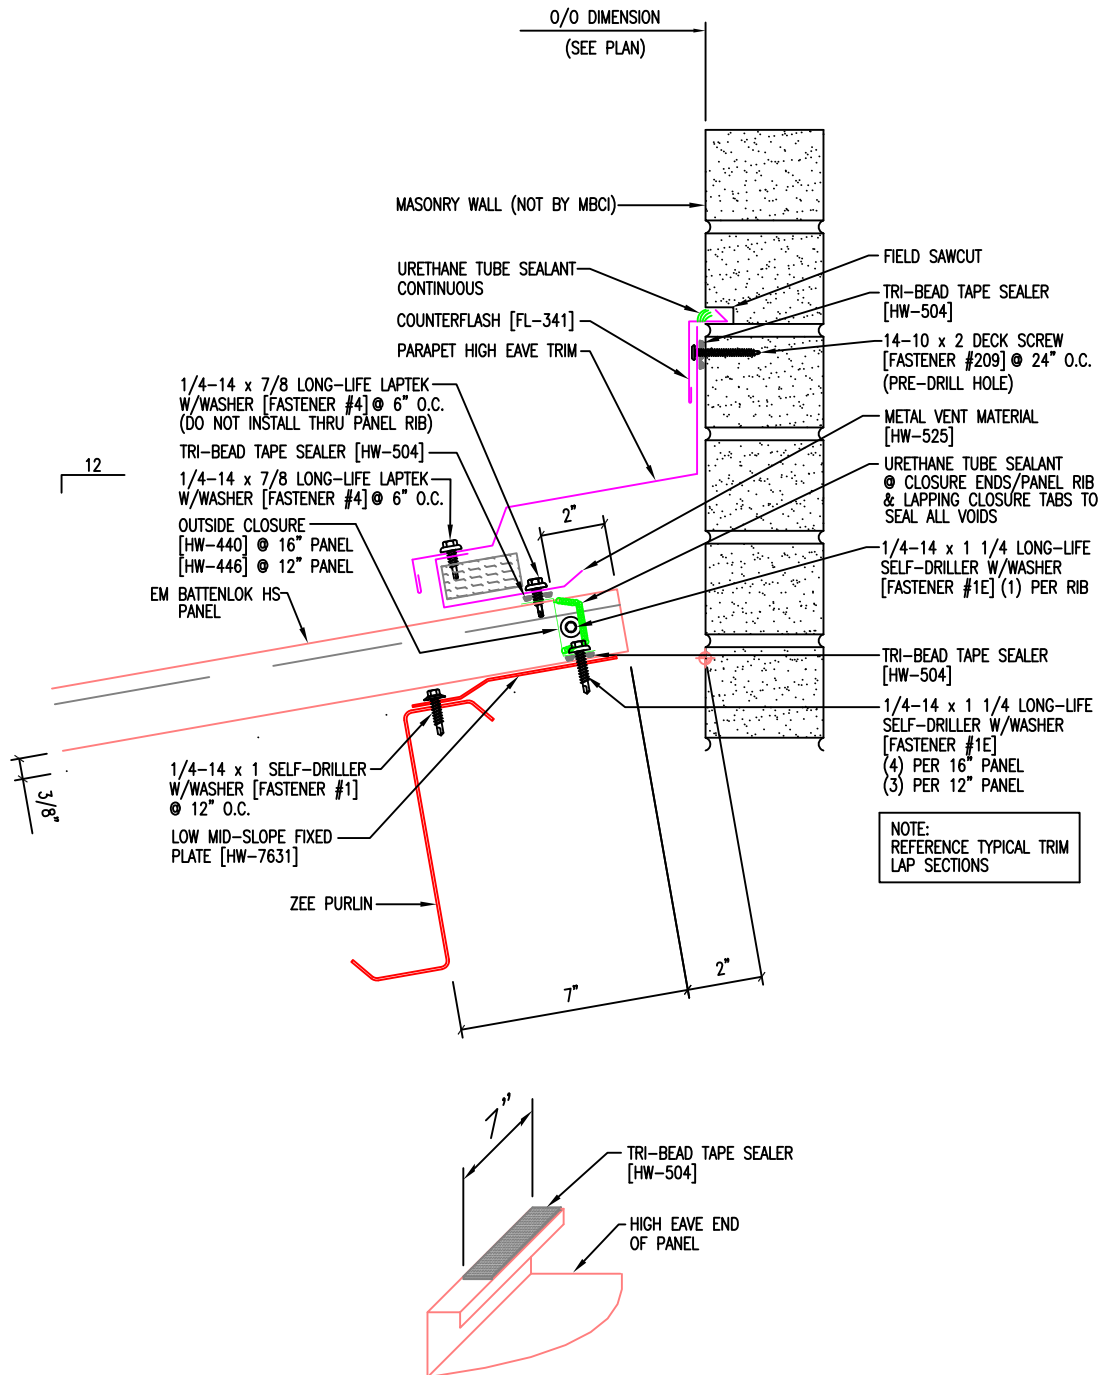 O/O DIMENSION
(SEE PLAN)
MASONRY WALL (NOT BY MBCI)
URETHANE TUBE SEALANT
CONTINUOUS
COUNTERFLASH [FL-341]
PARAPET HIGH EAVE TRIM
1/4-14 x 7/8 LONG-LIFE LAPTEK
W/WASHER [FASTENER #4] @ 6" O.C.
(DO NOT INSTALL THRU PANEL RIB)
TRI-BEAD TAPE SEALER [HW-504]
1/4-14 x 7/8 LONG-LIFE LAPTEK
W/WASHER [FASTENER #4] @ 6" O.C.
OUTSIDE CLOSURE
[HW-440] @ 16" PANEL
[HW-446] @ 12" PANEL
EM BATTENLOK HS
PANEL
12
2"
FIELD SAWCUT
TRI-BEAD TAPE SEALER
[HW-504]
14-10 x 2 DECK SCREW
[FASTENER #209] @ 24" O.C.
(PRE-DRILL HOLE)
METAL VENT MATERIAL
[HW-525]
URETHANE TUBE SEALANT
@ CLOSURE ENDS/PANEL RIB
& LAPPING CLOSURE TABS TO
SEAL ALL VOIDS
1/4-14 x 1 1/4 LONG-LIFE
SELF-DRILLER W/WASHER
[FASTENER #1E] (1) PER RIB
TRI-BEAD TAPE SEALER
[HW-504]
1/4-14 x 1 1/4 LONG-LIFE
SELF-DRILLER W/WASHER
[FASTENER #1E]
(4) PER 16" PANEL
(3) PER 12" PANEL
NOTE:
REFERENCE TYPICAL TRIM
LAP SECTIONS
3/8"
1/4-14 x 1 SELF-DRILLER
W/WASHER [FASTENER #1]
@ 12" O.C.
LOW MID-SLOPE FIXED
PLATE [HW-7631]
ZEE PURLIN
7"
2"
7"
TRI-BEAD TAPE SEALER
[HW-504]
HIGH EAVE END
OF PANEL